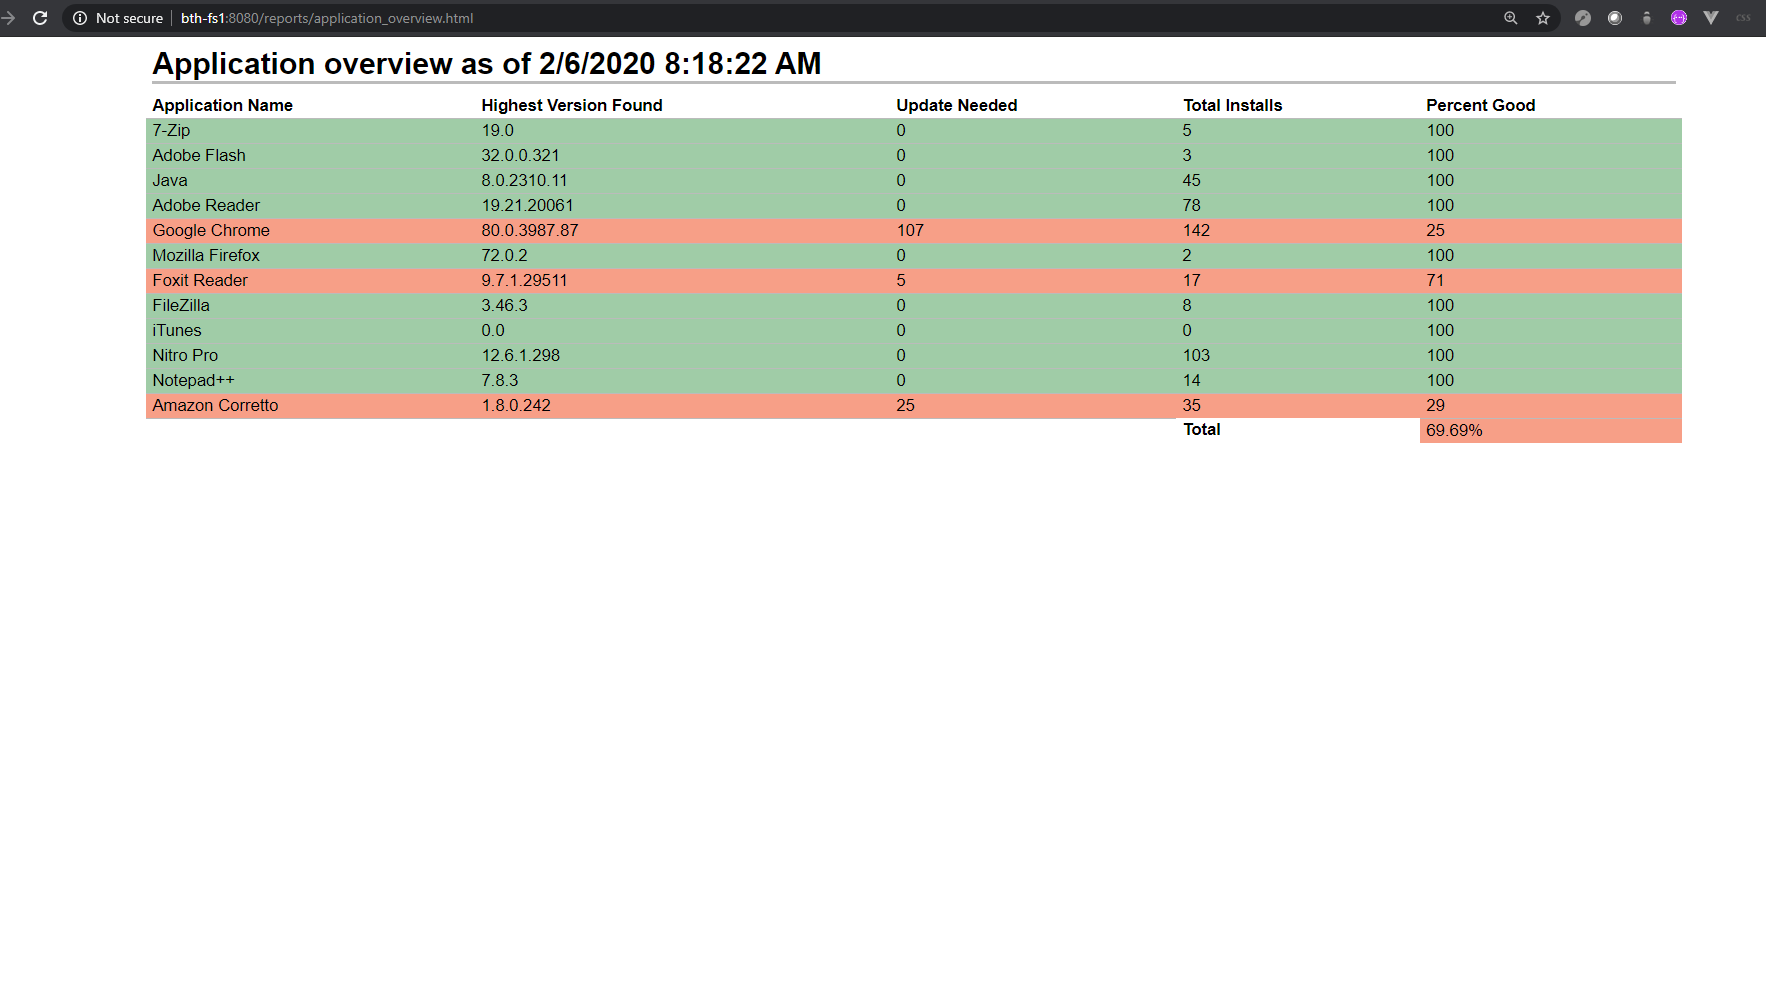 Not secure | bth-fs1:8080/reports/application_overview.html css
Application overview as of 2/6/2020 8:18:22 AM
Application Name Highest Version Found Update Needed Total Installs Percent Good
7-Zip 19.0 0 5 100
Adobe Flash 32.0.0.321 0 3 100
Java 8.0.2310.11 0 45 100
Adobe Reader 19.21.20061 0 78 100
Google Chrome 80.0.3987.87 107 142 25
Mozilla Firefox 72.0.2 0 2 100
Foxit Reader 9.7.1.29511 5 17 71
FileZilla 3.46.3 0 8 100
iTunes 0.0 0 0 100
Nitro Pro 12.6.1.298 0 103 100
Notepad++ 7.8.3 0 14 100
Amazon Corretto 1.8.0.242 25 35 29
Total 69.69%